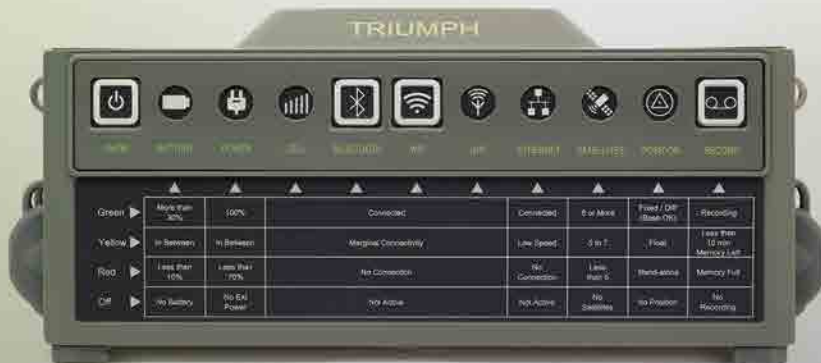 TRIUMPH
BATTERY POWER BLUETOOTH WIFI UHF ETHERNET SATELLITES POSITION RECORD
Green More than 30% 100% Connected Connected 8 or More Fixed / Diff (Base OK) Recording
Yellow In Between In Between Marginal Connectivity Low Speed 5 to 7 Float Less than 10 min Memory Left
Red Less than 10% Less than 70% No Connection No Connection Less than 5 Stand-alone Memory Full
Off No Battery No Ext Power Not Active Not Active No Satellites No Position No Recording